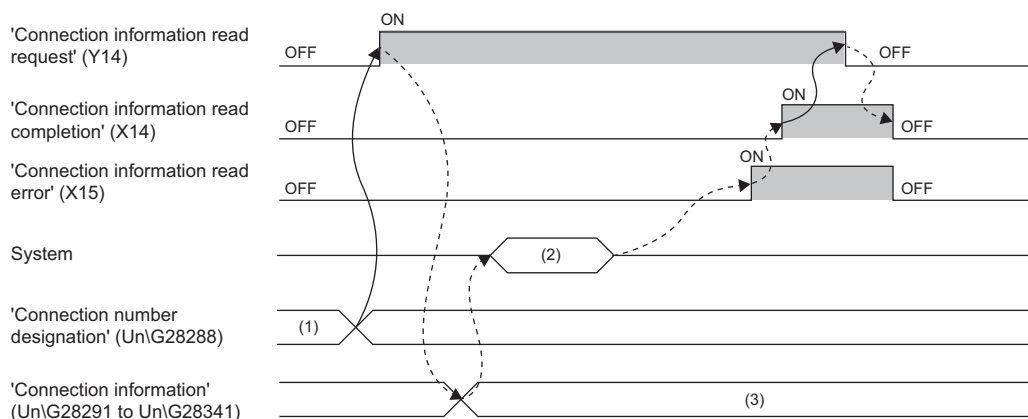 ON
'Connection information read
request' (Y14)
OFF
OFF
'Connection information read
completion' (X14)
ON
OFF
OFF
'Connection information read
error' (X15)
ON
OFF
OFF
System
(2)
'Connection number
designation' (Un\G28288)
(1)
'Connection information'
(Un\G28291 to Un\G28341)
(3)